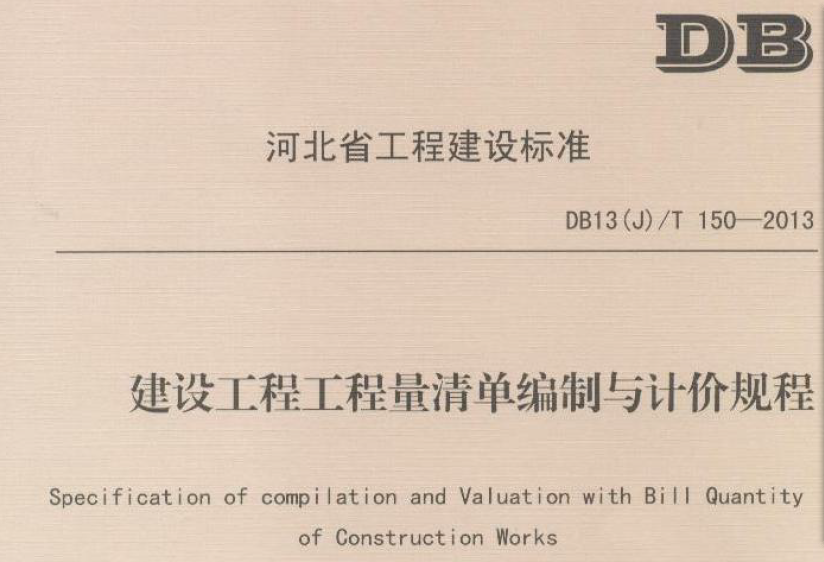 DB
河北省工程建设标准
DB13(J)/T 150—2013
建设工程工程量清单编制与计价规程
Specification of compilation and Valuation with Bill Quantity
of Construction Works